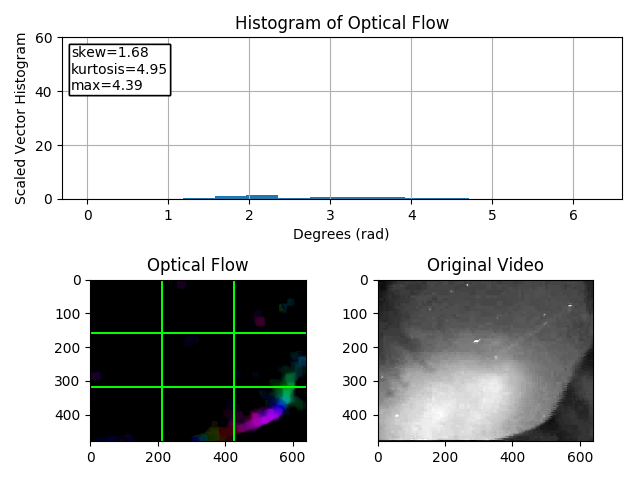 Histogram of Optical Flow
Scaled Vector Histogram
60
40
20
0
skew=1.68
kurtosis=4.95
max=4.39
0 1 2 3 4 5 6
Degrees (rad)
Optical Flow
0
100
200
300
400
0 200 400 600
Original Video
0
100
200
300
400
0 200 400 600